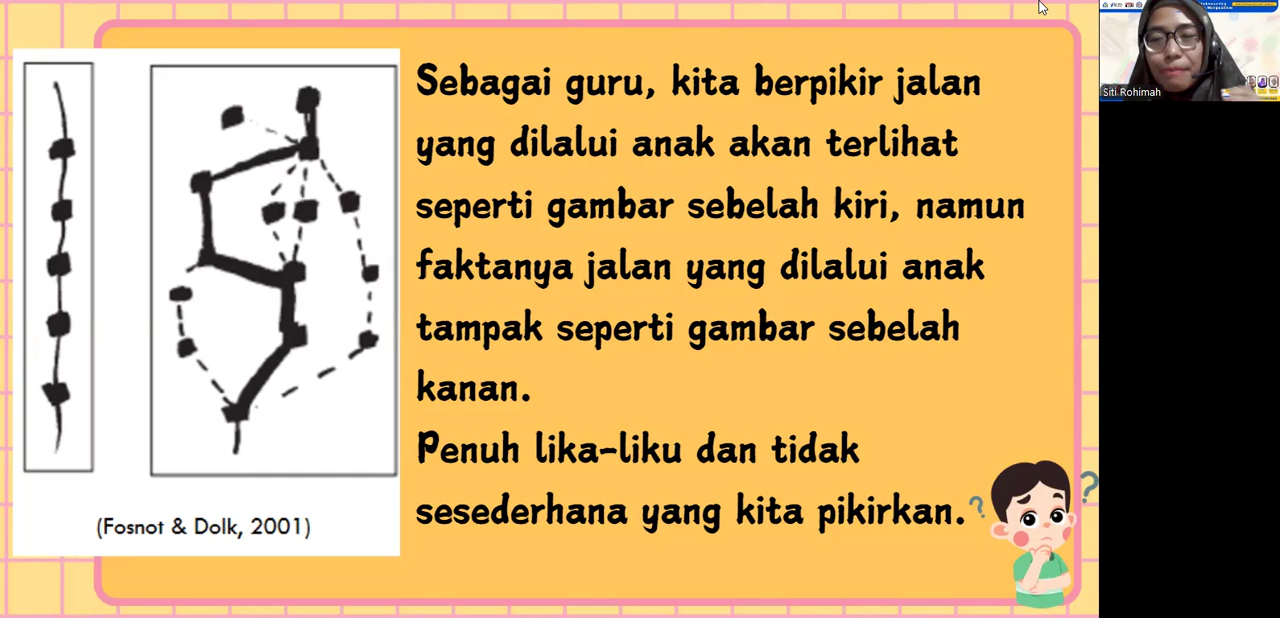 Sebagai guru, kita berpikir jalan
yang dilalui anak akan terlihat
seperti gambar sebelah kiri, namun
faktanya jalan yang dilalui anak
tampak seperti gambar sebelah
kanan.
Penuh lika-liku dan tidak
sesederhana yang kita pikirkan.
? ?
(Fosnot & Dolk, 2001)
Siti Rohimah